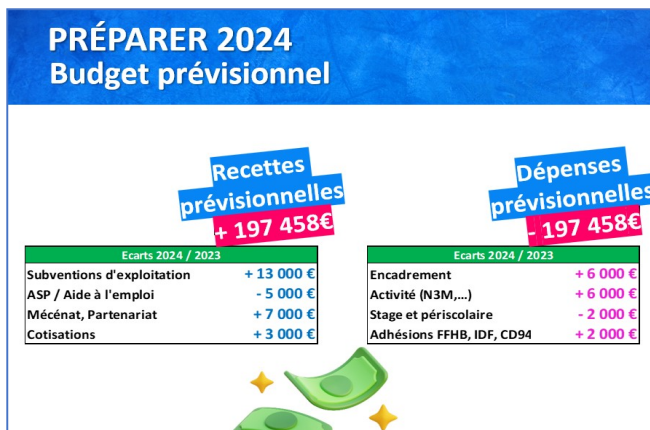 PRÉPARER 2024
Budget prévisionnel
Recettes
prévisionnelles
+ 197 458€
Dépenses
prévisionnelles
- 197 458€
Ecarts 2024 / 2023
Subventions d'exploitation + 13 000 €
ASP / Aide à l'emploi - 5 000 €
Mécénat, Partenariat + 7 000 €
Cotisations + 3 000 €
Ecarts 2024 / 2023
Encadrement + 6 000 €
Activité (N3M,...) + 6 000 €
Stage et périscolaire - 2 000 €
Adhésions FFHB, IDF, CD94 + 2 000 €